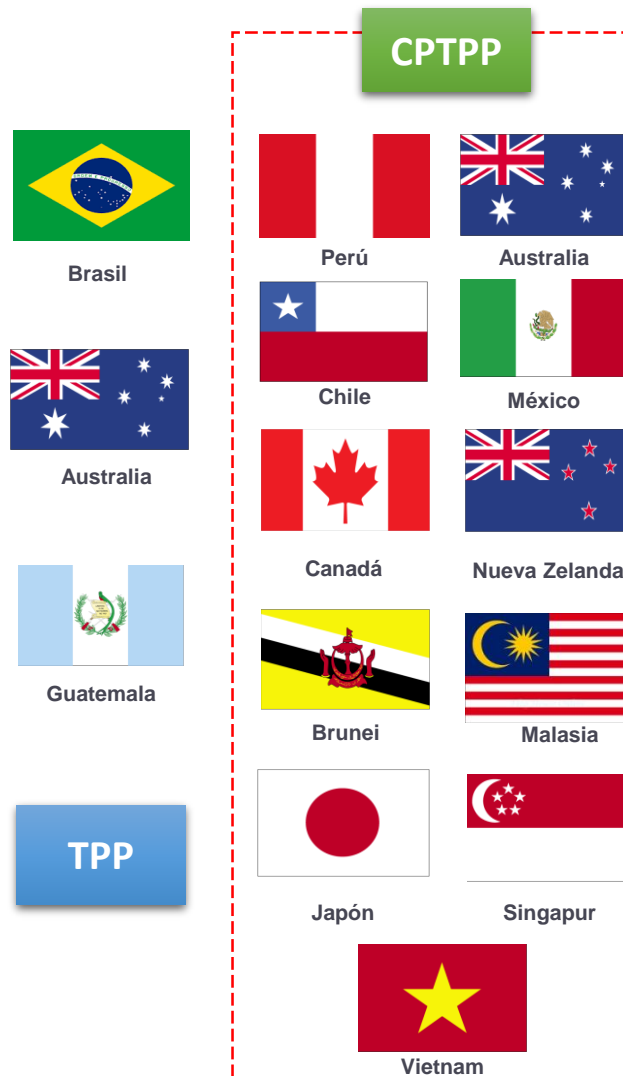 CPTPP
Brasil
Australia
Guatemala
TPP
Perú
Australia
Chile
México
Canadá
Nueva Zelanda
Brunei
Malasia
Japón
Singapur
Vietnam